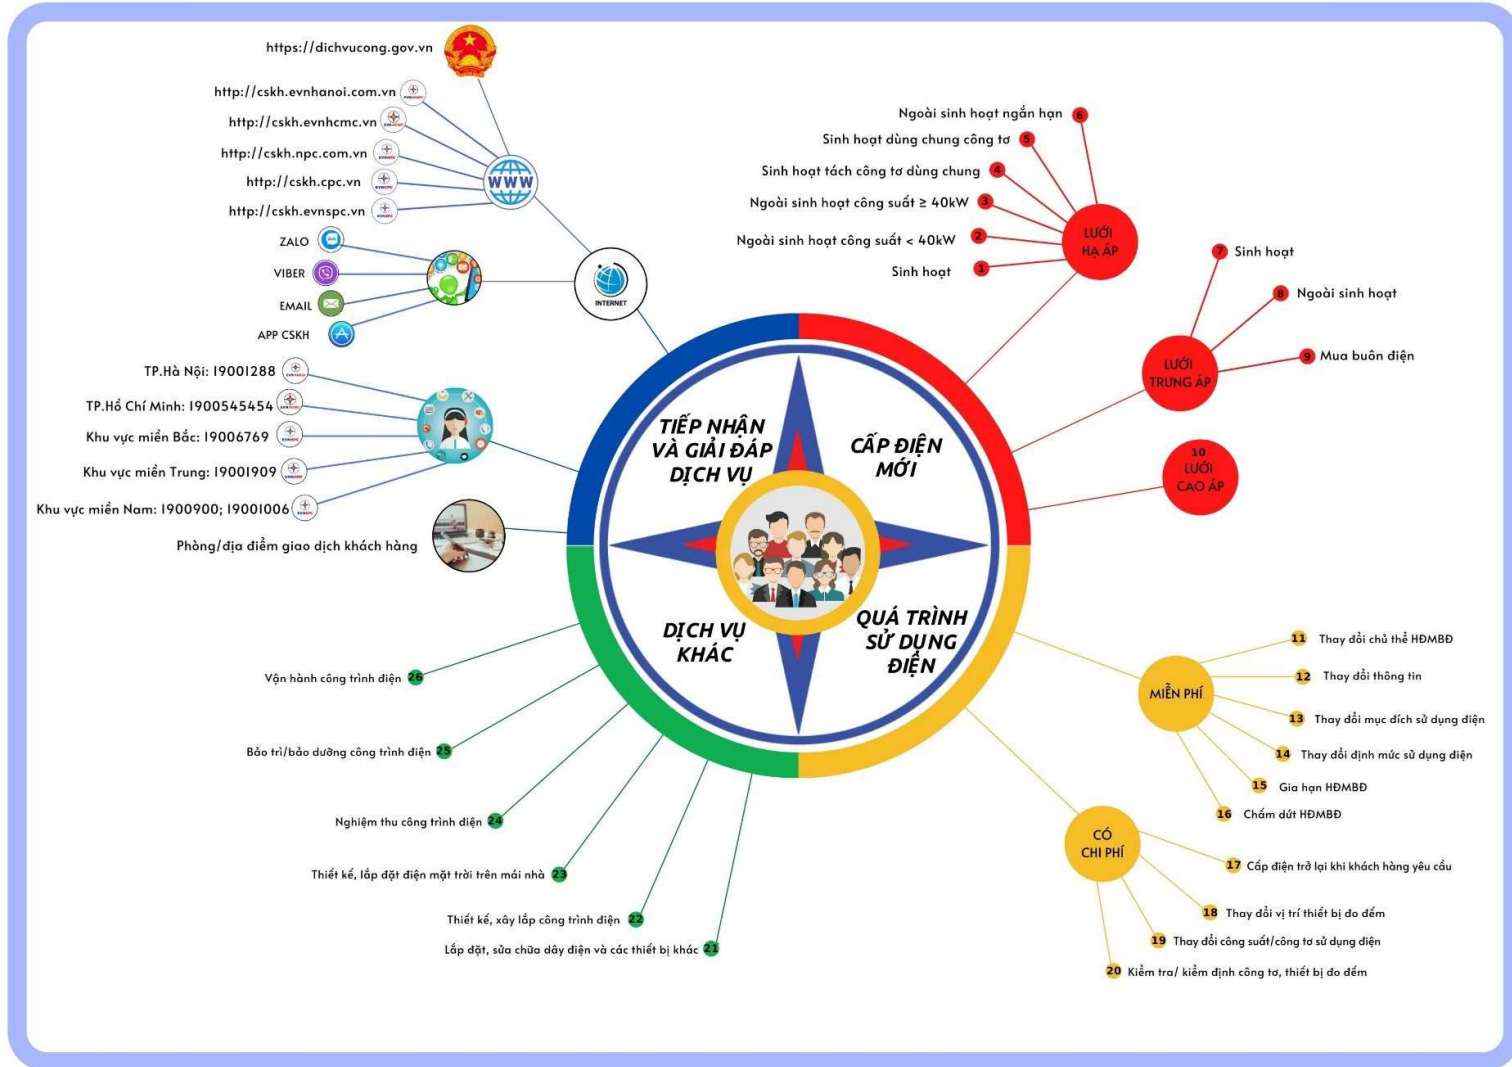 https://dichvucong.gov.vn
http://cskh.evnhanoi.com.vn
http://cskh.evnhcmc.vn
http://cskh.npc.com.vn
http://cskh.cpc.vn
http://cskh.evnspc.vn
WWW
ZALO
VIBER
EMAIL
APP CSKH
INTERNET
TP.Hà Nội: 19001288
TP.Hồ Chí Minh: 1900545454
Khu vực miền Bắc: 19006769
Khu vực miền Trung: 19001909
Khu vực miền Nam: 1900900; 19001006
Phòng/địa điểm giao dịch khách hàng
TIẾP NHẬN
VÀ GIẢI ĐÁP
DỊCH VỤ
CẤP ĐIỆN
MỚI
DỊCH VỤ
KHÁC
QUÁ TRÌNH
SỬ DỤNG
ĐIỆN
Ngoài sinh hoạt ngắn hạn 6
Sinh hoạt dùng chung công tơ 5
Sinh hoạt tách công tơ dùng chung 4
Ngoài sinh hoạt công suất ≥ 40kW 3
Ngoài sinh hoạt công suất < 40kW 2
Sinh hoạt 1
LƯỚI
HẠ ÁP
7 Sinh hoạt
8 Ngoài sinh hoạt
9 Mua buôn điện
LƯỚI
TRUNG ÁP
10
LƯỚI
CAO ÁP
11 Thay đổi chủ thể HĐMBĐ
12 Thay đổi thông tin
13 Thay đổi mục đích sử dụng điện
14 Thay đổi định mức sử dụng điện
15 Gia hạn HĐMBĐ
16 Chấm dứt HĐMBĐ
MIỄN PHÍ
CÓ
CHI PHÍ
17 Cấp điện trở lại khi khách hàng yêu cầu
18 Thay đổi vị trí thiết bị đo đếm
19 Thay đổi công suất/công tơ sử dụng điện
20 Kiểm tra/ kiểm định công tơ, thiết bị đo đếm
Vận hành công trình điện 26
Bảo trì/bảo dưỡng công trình điện 25
Nghiệm thu công trình điện 24
Thiết kế, lắp đặt điện mặt trời trên mái nhà 23
Thiết kế, xây lắp công trình điện 22
Lắp đặt, sửa chữa dây điện và các thiết bị khác 21